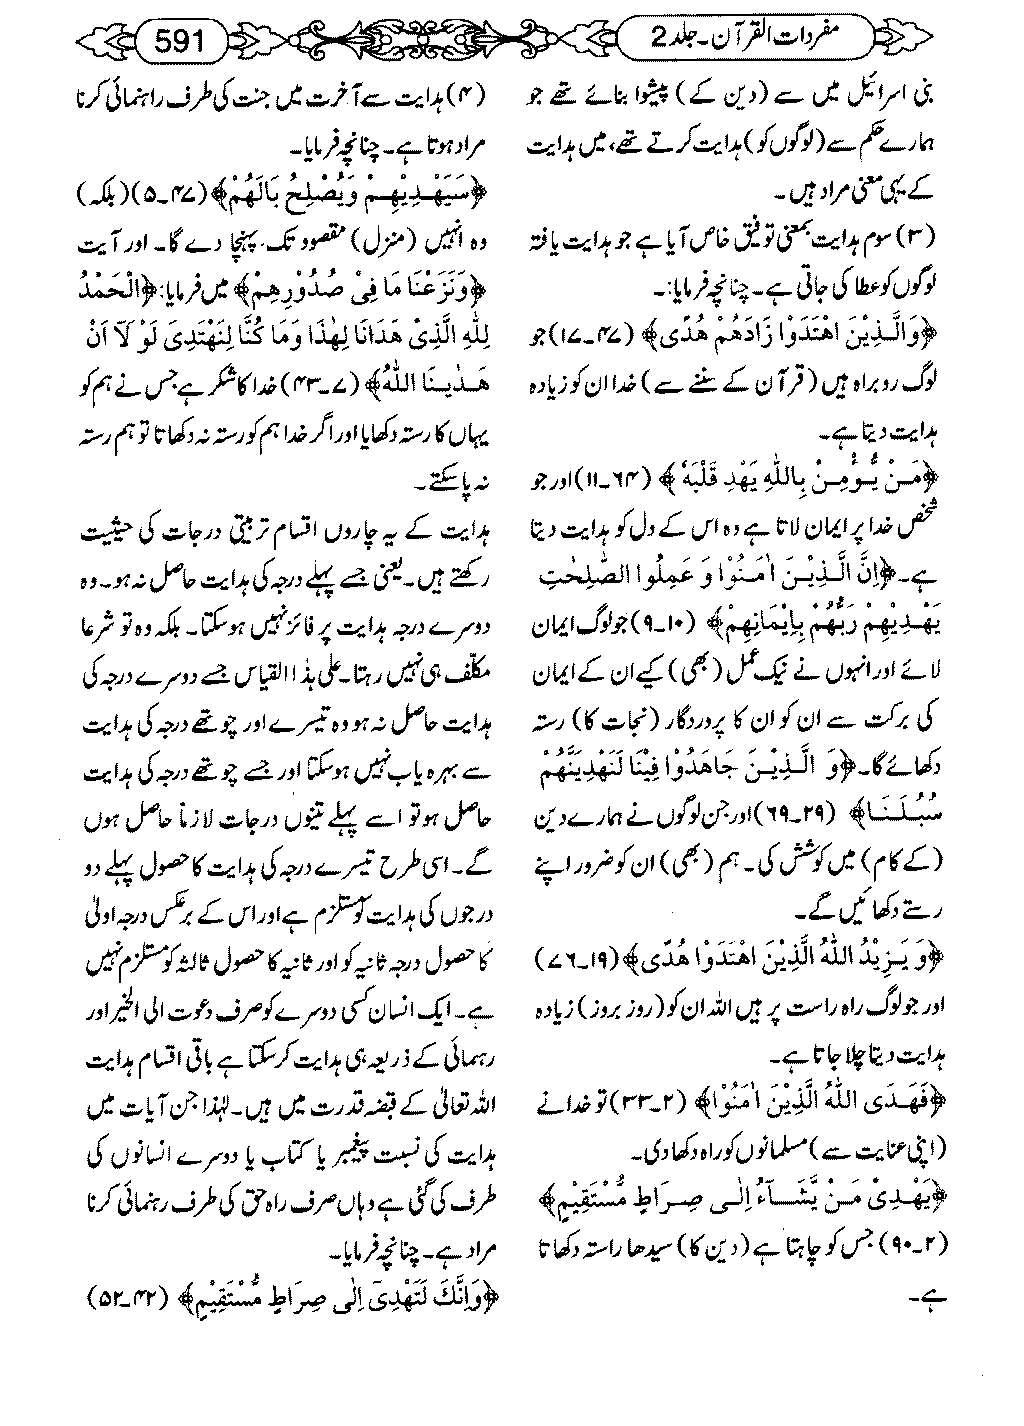 مفردات القرآن۔جلد 2
591
بنی اسرائیل میں سے (دین کے) پیشوا بنائے تھے جو
ہمارے حکم سے (لوگوں کو) ہدایت کرتے تھے، میں ہدایت
کے یہی معنی مراد ہیں۔
(۳) سوم ہدایت بمعنی توفیق خاص آیا ہے جو ہدایت یافتہ
لوگوں کو عطا کی جاتی ہے۔ چنانچہ فرمایا:۔
﴿وَالَّذِيْنَ اهْتَدَوْا زَادَهُمْ هُدًى﴾ (۴۷۔۱۷) جو
لوگ روبراہ ہیں (قرآن کے سننے سے) خدا ان کو زیادہ
ہدایت دیتا ہے۔
﴿مَنْ يُّؤْمِنْ بِاللّٰهِ يَهْدِ قَلْبَهٗ﴾ (۶۴۔۱۱) اور جو
شخص خدا پر ایمان لاتا ہے وہ اس کے دل کو ہدایت دیتا
ہے۔ ﴿اِنَّ الَّذِيْنَ اٰمَنُوْا وَ عَمِلُوا الصّٰلِحٰتِ
يَهْدِيْهِمْ رَبُّهُمْ بِاِيْمَانِهِمْ﴾ (۱۰۔۹) جو لوگ ایمان
لائے اور انہوں نے نیک عمل (بھی) کیے ان کے ایمان
کی برکت سے ان کو ان کا پروردگار (نجات کا) رستہ
دکھائے گا۔ ﴿وَ الَّذِيْنَ جَاهَدُوْا فِيْنَا لَنَهْدِيَنَّهُمْ
سُبُلَنَا﴾ (۲۹۔۶۹) اور جن لوگوں نے ہمارے دین
(کے کام) میں کوشش کی۔ ہم (بھی) ان کو ضرور اپنے
رستے دکھائیں گے۔
﴿وَ يَزِيْدُ اللّٰهُ الَّذِيْنَ اهْتَدَوْا هُدًى﴾ (۱۹۔۷۶)
اور جو لوگ راہ راست پر ہیں اللہ ان کو (روز بروز) زیادہ
ہدایت دیتا چلا جاتا ہے۔
﴿فَهَدَى اللّٰهُ الَّذِيْنَ اٰمَنُوْا﴾ (۲۔۳۳) تو خدا نے
(اپنی عنایت سے) مسلمانوں کو راہ دکھا دی۔
﴿يَهْدِىْ مَنْ يَّشَآءُ اِلٰى صِرَاطٍ مُّسْتَقِيْمٍ﴾
(۲۔۹۰) جس کو چاہتا ہے (دین کا) سیدھا راستہ دکھاتا
ہے۔
(۴) ہدایت سے آخرت میں جنت کی طرف راہنمائی کرنا
مراد ہوتا ہے۔ چنانچہ فرمایا۔
﴿سَيَهْدِيْهِمْ وَيُصْلِحُ بَالَهُمْ﴾ (۴۷۔۵) (بلکہ)
وہ انہیں (منزل) مقصود تک پہنچا دے گا۔ اور آیت
﴿وَنَزَعْنَا مَا فِىْ صُدُوْرِهِمْ﴾ میں فرمایا: ﴿اَلْحَمْدُ
لِلّٰهِ الَّذِىْ هَدَانَا لِهٰذَا وَمَا كُنَّا لِنَهْتَدِىَ لَوْ لَآ اَنْ
هَدٰىنَا اللّٰهُ﴾ (۷۔۴۳) خدا کا شکر ہے جس نے ہم کو
یہاں کا رستہ دکھایا اور اگر خدا ہم کو رستہ نہ دکھاتا تو ہم رستہ
نہ پا سکتے۔
ہدایت کے یہ چاروں اقسام تربیتی درجات کی حیثیت
رکھتے ہیں۔ یعنی جسے پہلے درجہ کی ہدایت حاصل نہ ہو۔ وہ
دوسرے درجہ ہدایت پر فائز نہیں ہو سکتا۔ بلکہ وہ تو شرعا
مکلّف ہی نہیں رہتا۔ علی ہذا القیاس جسے دوسرے درجہ کی
ہدایت حاصل نہ ہو وہ تیسرے اور چوتھے درجہ کی ہدایت
سے بہرہ یاب نہیں ہو سکتا اور جسے چوتھے درجہ کی ہدایت
حاصل ہو تو اسے پہلے تینوں درجات لازماً حاصل ہوں
گے۔ اسی طرح تیسرے درجہ کی ہدایت کا حصول پہلے دو
درجوں کی ہدایت کو مستلزم ہے اور اس کے برعکس درجہ اولیٰ
کا حصول درجہ ثانیہ کو اور ثانیہ کا حصول ثالثہ کو مستلزم نہیں
ہے۔ ایک انسان کسی دوسرے کو صرف دعوت الی الخیر اور
رہنمائی کے ذریعہ ہی ہدایت کر سکتا ہے باقی اقسام ہدایت
اللہ تعالیٰ کے قبضہ قدرت میں ہیں۔ لہٰذا جن آیات میں
ہدایت کی نسبت پیغمبر یا کتاب یا دوسرے انسانوں کی
طرف کی گئی ہے وہاں صرف راہ حق کی طرف رہنمائی کرنا
مراد ہے۔ چنانچہ فرمایا۔
﴿وَاِنَّكَ لَتَهْدِىْٓ اِلٰى صِرَاطٍ مُّسْتَقِيْمٍ﴾ (۴۲۔۵۲)